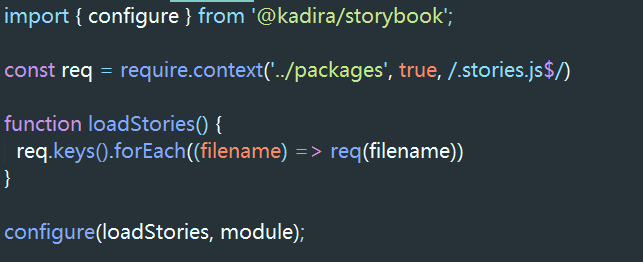 import { configure } from '@kadira/storybook';
const req = require.context('../packages', true, /.stories.js$/)
function loadStories() {
req.keys().forEach((filename) => req(filename))
}
configure(loadStories, module);